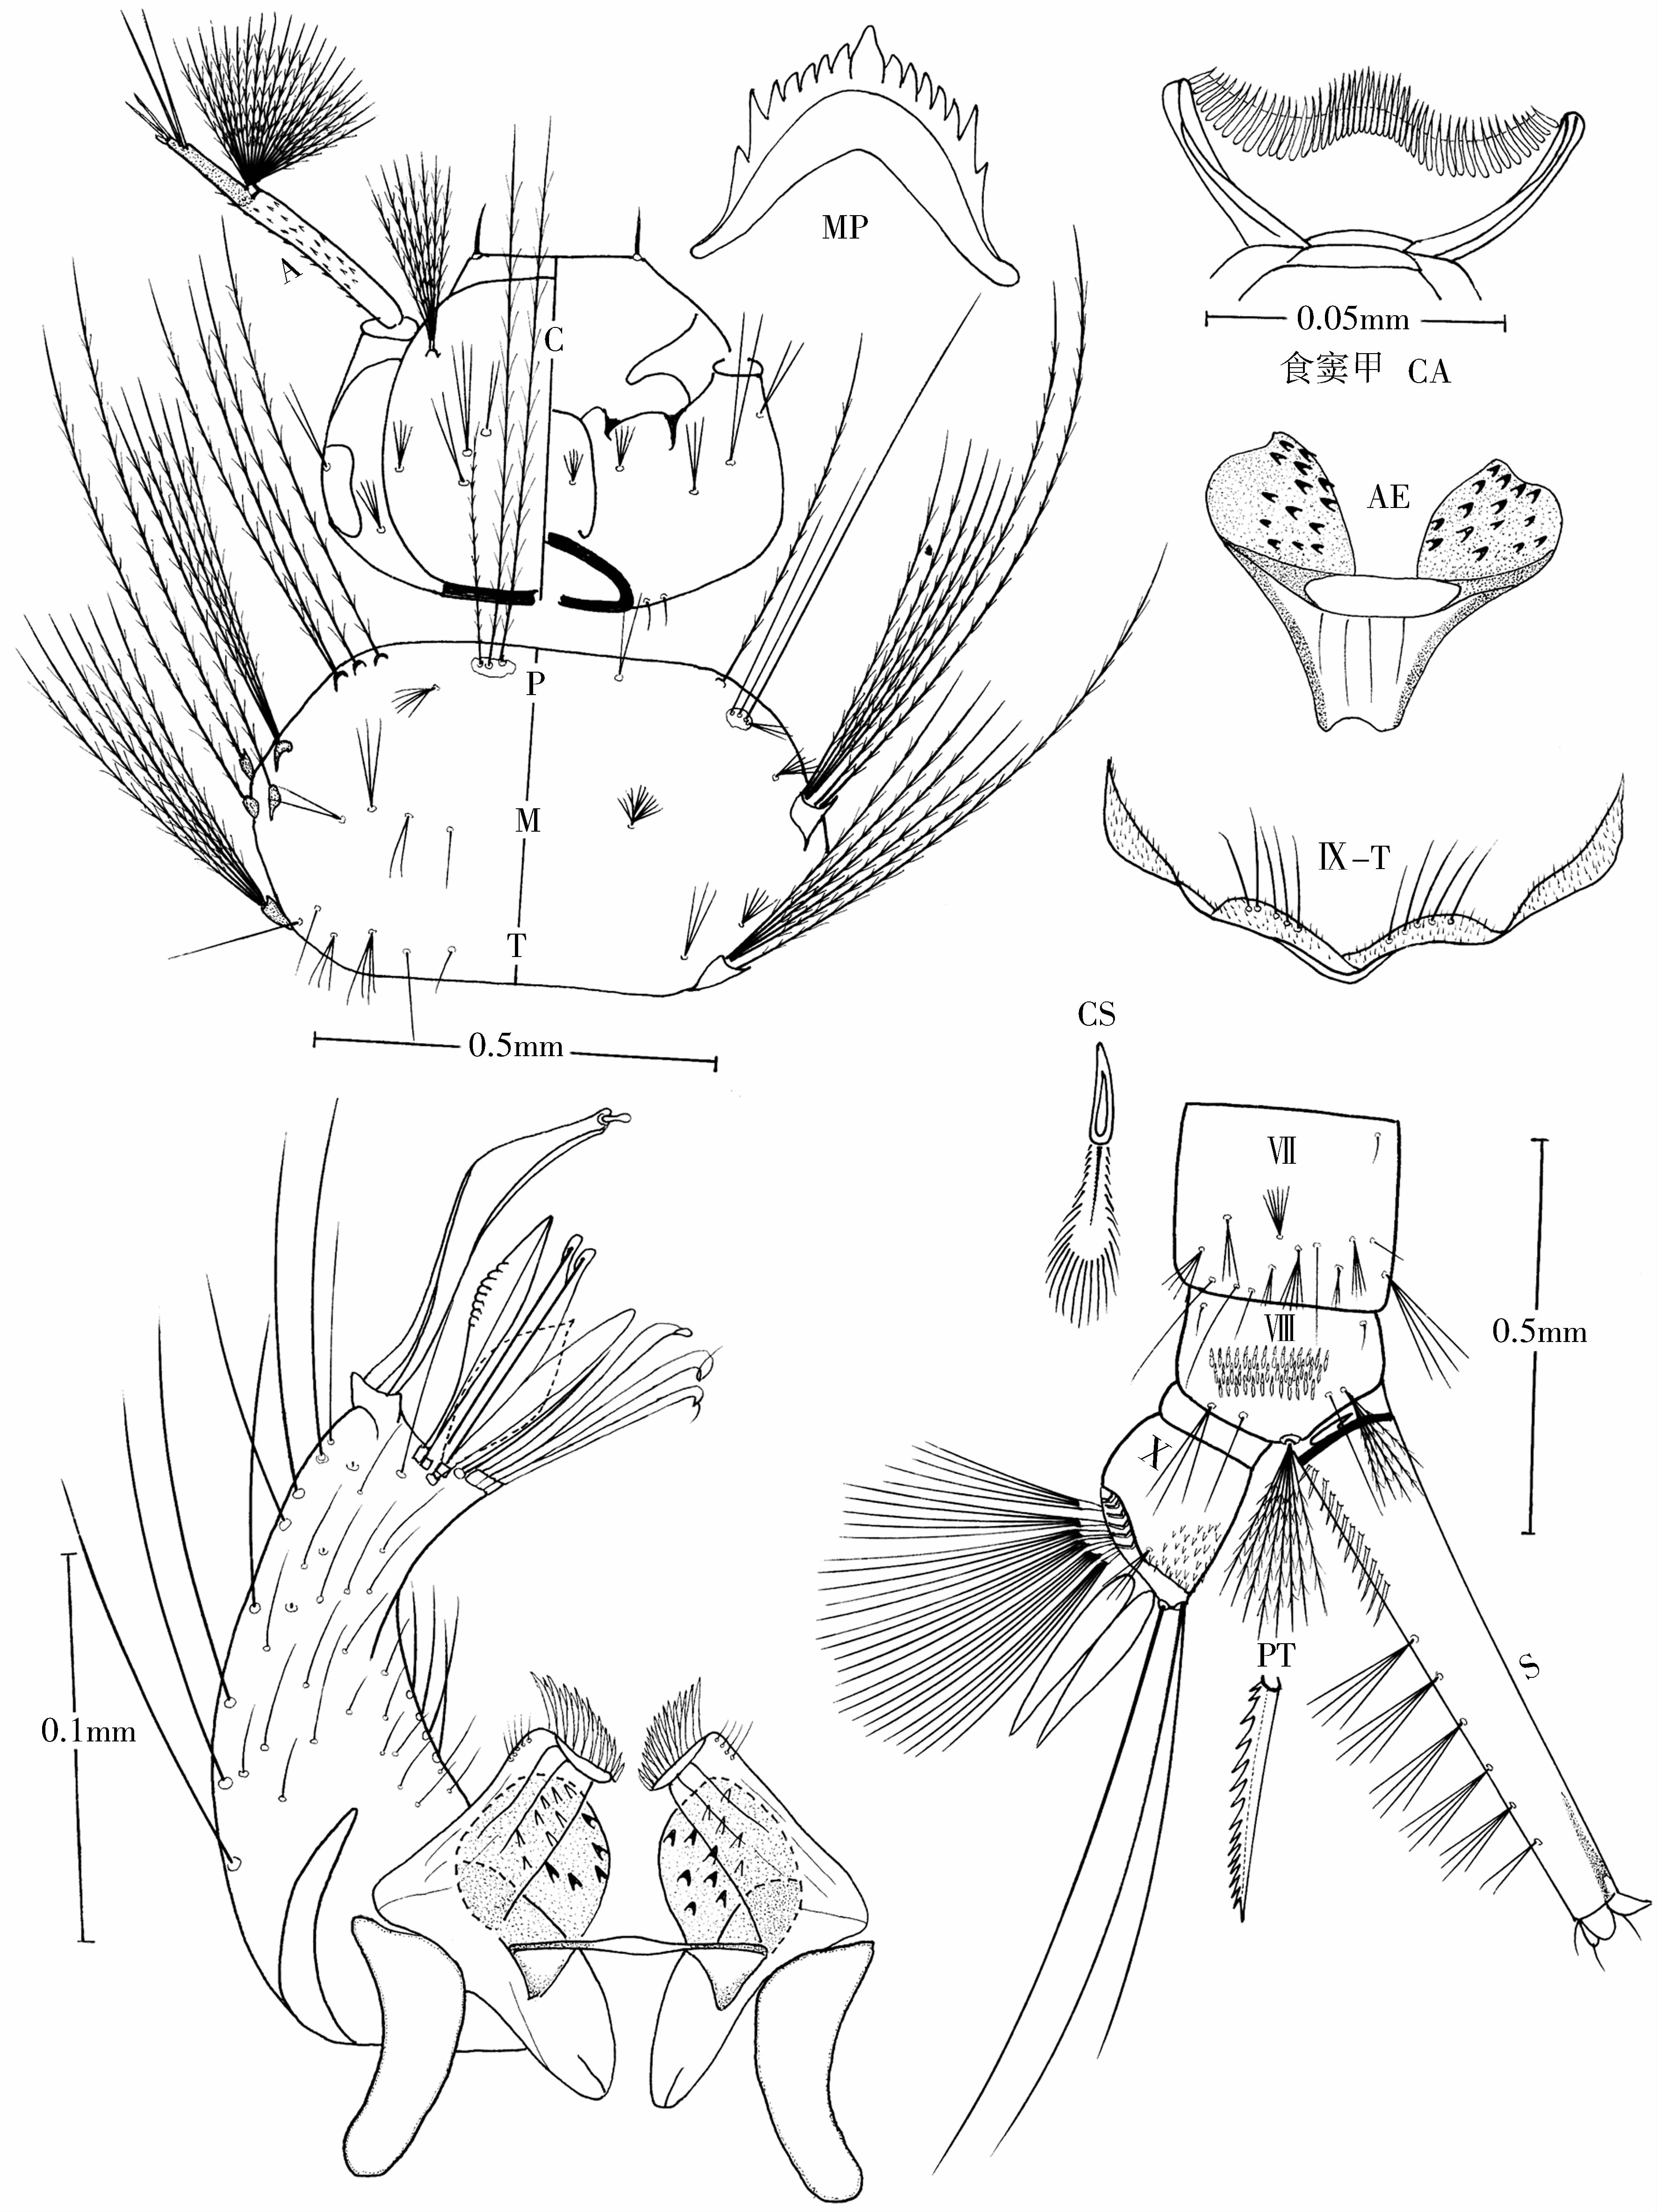 A
MP
C
0.05mm
食窦甲 CA
AE
P
M
IX-T
T
CS
0.5mm
VII
VIII
0.5mm
X
PT
S
0.1mm